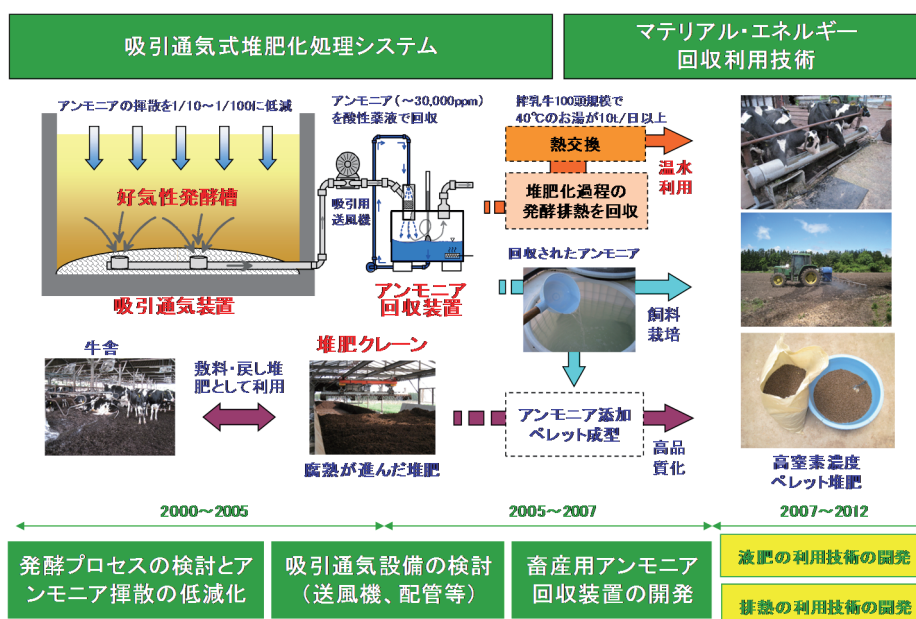 吸引通気式堆肥化処理システム
マテリアル・エネルギー
回収利用技術
アンモニアの揮散を1/10～1/100に低減
好気性発酵槽
吸引通気装置
アンモニア（～30,000ppm）
を酸性薬液で回収
吸引用
送風機
アンモニア
回収装置
搾乳牛100頭規模で
40℃のお湯が10t/日以上
熱交換
堆肥化過程の
発酵排熱を回収
温水
利用
回収されたアンモニア
飼料
栽培
牛舎
敷料・戻し堆
肥として利用
堆肥クレーン
腐熟が進んだ堆肥
アンモニア添加
ペレット成型
高品
質化
高窒素濃度
ペレット堆肥
2000～2005
2005～2007
2007～2012
発酵プロセスの検討とア
ンモニア揮散の低減化
吸引通気設備の検討
（送風機、配管等）
畜産用アンモニア
回収装置の開発
液肥の利用技術の開発
排熱の利用技術の開発